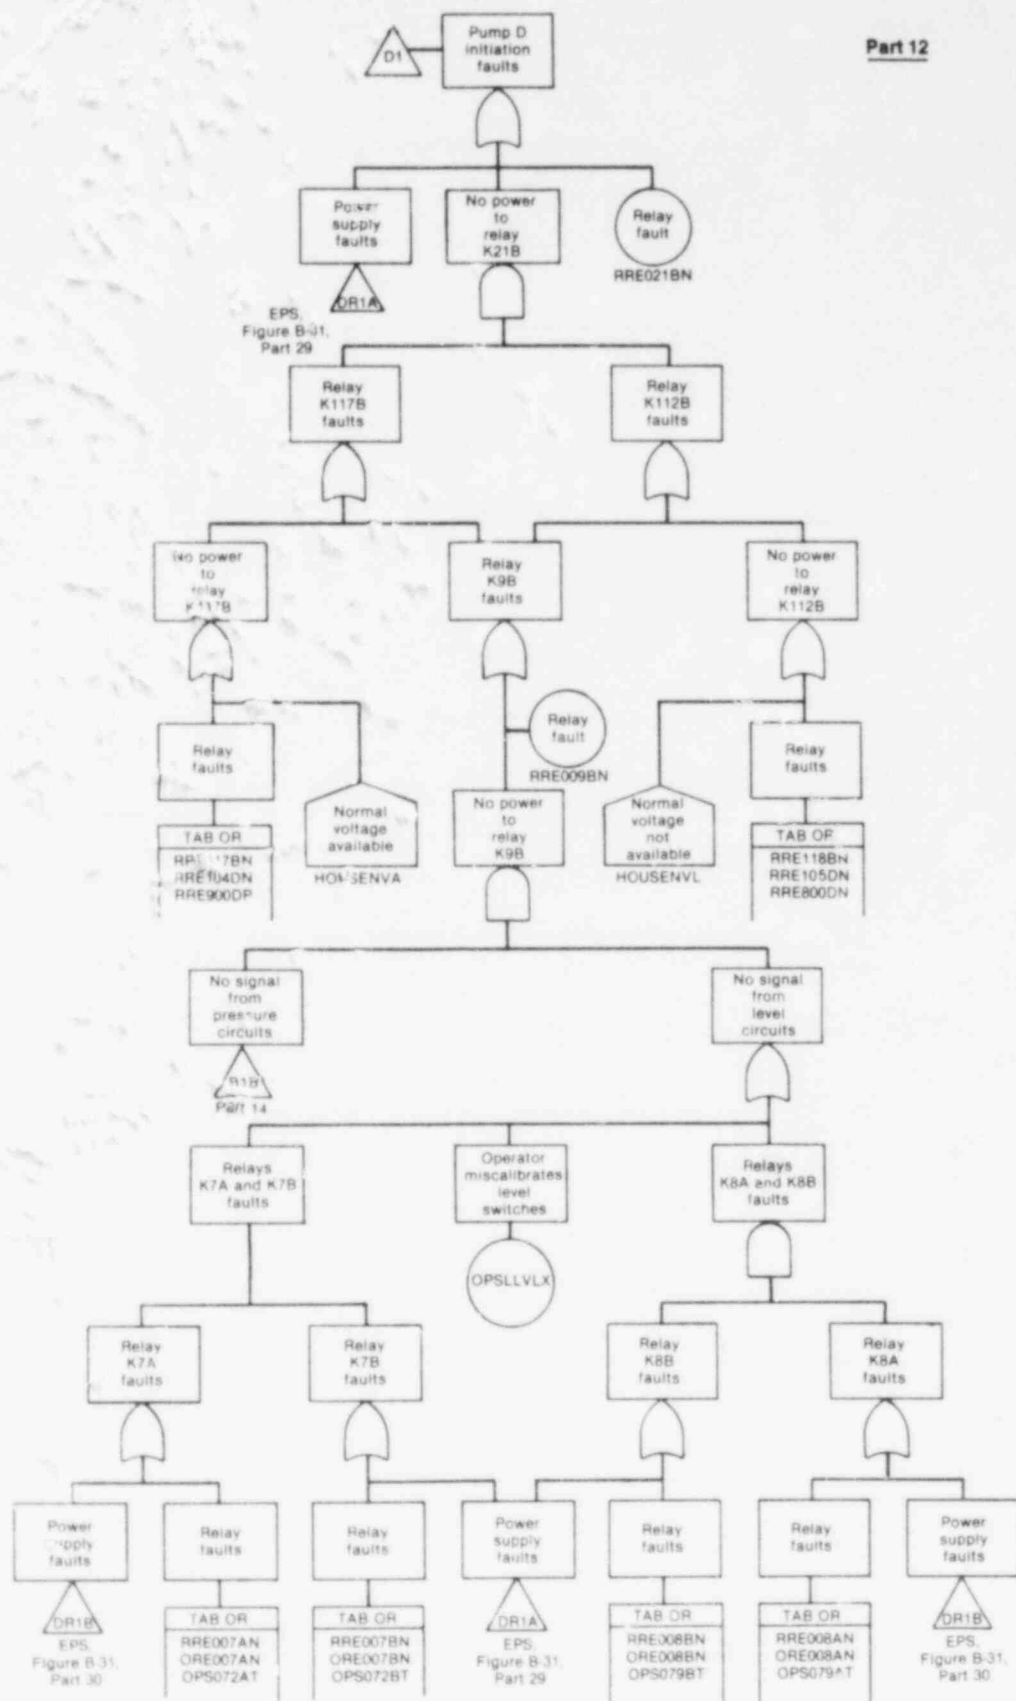 Part 12
Pump D
initiation
faults
D1
Power
supply
faults
DR1A
EPS,
Figure B-31,
Part 29
No power
to
relay
K21B
Relay
fault
RRE021BN
Relay
K117B
faults
Relay
K112B
faults
No power
to
relay
K117B
Relay
K9B
faults
No power
to
relay
K112B
Relay
faults
TAB OR
RRE104DN
RRE900DP
Normal
voltage
available
HOUSENVA
Relay
fault
RRE009BN
No power
to
relay
K9B
Normal
voltage
not
available
HOUSENVL
Relay
faults
TAB OR
RRE118BN
RRE105DN
RRE800DN
No signal
from
pressure
circuits
Part 14
No signal
from
level
circuits
Relays
K7A and K7B
faults
Operator
miscalibrates
level
switches
OPSLLVLX
Relays
K8A and K8B
faults
Relay
K7A
faults
Relay
K7B
faults
Relay
K8B
faults
Relay
K8A
faults
Power
supply
faults
DR1B
EPS,
Figure B-31,
Part 30
Relay
faults
TAB OR
RRE007AN
ORE007AN
OPS072AT
Relay
faults
TAB OR
RRE007BN
ORE007BN
OPS072BT
Power
supply
faults
DR1A
EPS,
Figure B-31,
Part 29
Relay
faults
TAB OR
RRE008BN
ORE008BN
OPS079BT
Relay
faults
TAB OR
RRE008AN
ORE008AN
OPS079AT
Power
supply
faults
DR1B
EPS,
Figure B-31,
Part 30